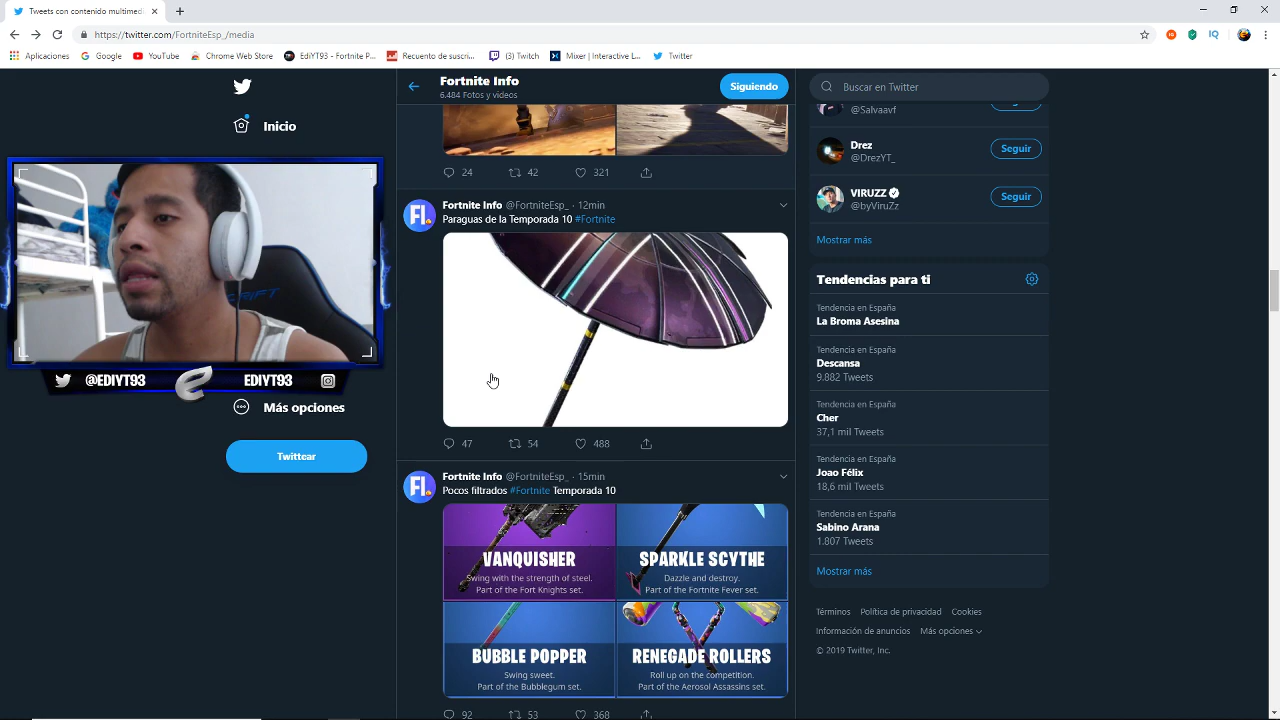 Tweets con contenido multimed
https://twitter.com/FortniteEsp_/media
Aplicaciones
Google
YouTube
Chrome Web Store
EdiYT93 - Fortnite P...
Recuento de suscri...
(3) Twitch
Mixer | Interactive L...
Twitter
Fortnite Info
6.484 Fotos y videos
Siguiendo
Buscar en Twitter
Inicio
24
42
321
Fortnite Info @FortniteEsp_ · 12min
Paraguas de la Temporada 10 #Fortnite
47
54
488
Fortnite Info @FortniteEsp_ · 15min
Pocos filtrados #Fortnite Temporada 10
VANQUISHER
Swing with the strength of steel.
Part of the Fort Knights set.
SPARKLE SCYTHE
Dazzle and destroy.
Part of the Fortnite Fever set.
BUBBLE POPPER
Swing sweet.
Part of the Bubblegum set.
RENEGADE ROLLERS
Roll up on the competition.
Part of the Aerosol Assassins set.
92
53
368
@EDIYT93
EDIYT93
Más opciones
Twittear
@Salvaavf
Drez
@DrezYT_
Seguir
VIRUZZ
@byViruZz
Seguir
Mostrar más
Tendencias para ti
Tendencia en España
La Broma Asesina
Tendencia en España
Descansa
9.882 Tweets
Tendencia en España
Cher
37,1 mil Tweets
Tendencia en España
Joao Félix
18,6 mil Tweets
Tendencia en España
Sabino Arana
1.807 Tweets
Mostrar más
Términos Política de privacidad Cookies
Información de anuncios Más opciones
© 2019 Twitter, Inc.